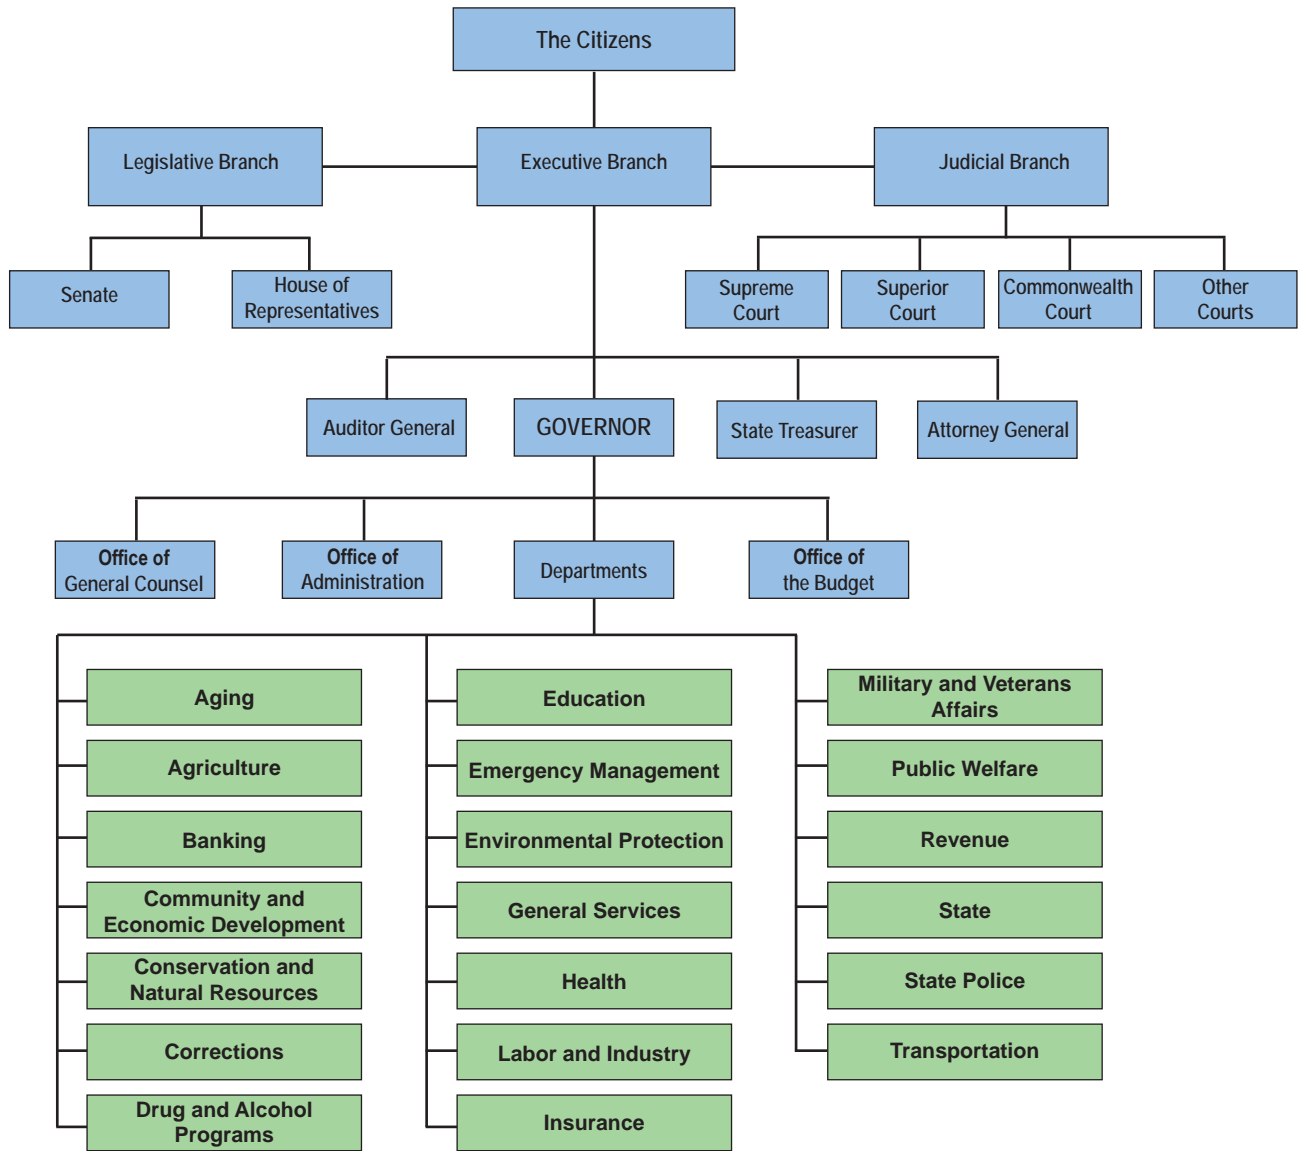 The Citizens
Legislative Branch
Executive Branch
Judicial Branch
Senate
House of
Representatives
Supreme
Court
Superior
Court
Commonwealth
Court
Other
Courts
Auditor General
GOVERNOR
State Treasurer
Attorney General
Office of
General Counsel
Office of
Administration
Departments
Office of
the Budget
Aging
Agriculture
Banking
Community and
Economic Development
Conservation and
Natural Resources
Corrections
Drug and Alcohol
Programs
Education
Emergency Management
Environmental Protection
General Services
Health
Labor and Industry
Insurance
Military and Veterans
Affairs
Public Welfare
Revenue
State
State Police
Transportation